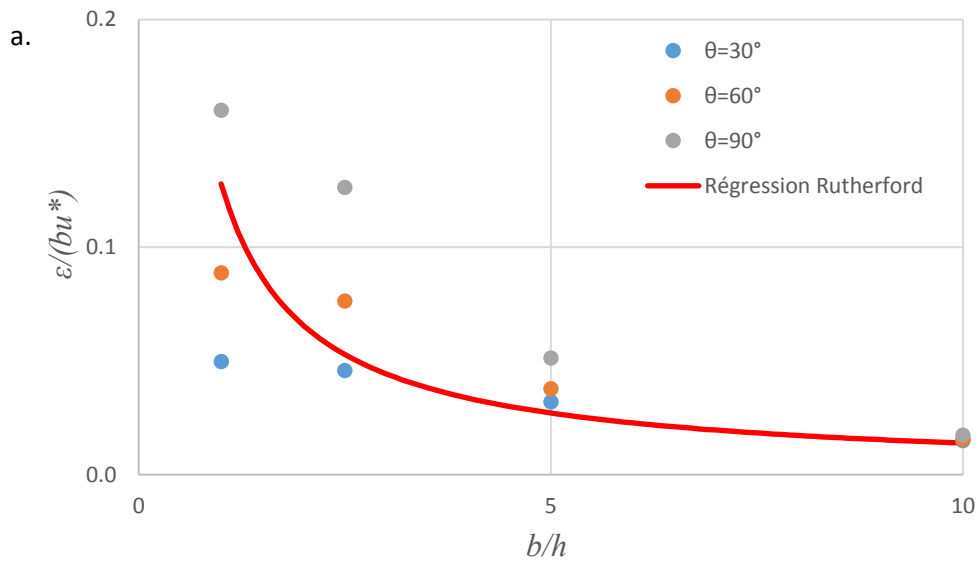 a.
0.2
0.1
0.0
ε/(bu*)
θ=30°
θ=60°
θ=90°
Régression Rutherford
0
5
10
b/h